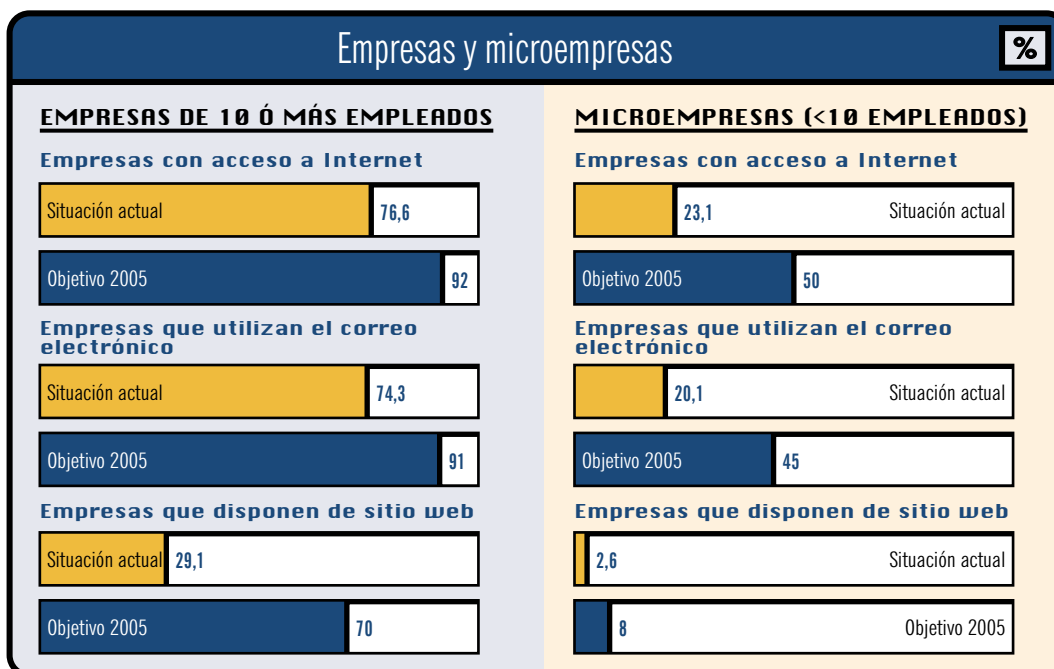 Empresas y microempresas
%
EMPRESAS DE 10 Ó MÁS EMPLEADOS
Empresas con acceso a Internet
Situación actual 76,6
Objetivo 2005 92
Empresas que utilizan el correo
electrónico
Situación actual 74,3
Objetivo 2005 91
Empresas que disponen de sitio web
Situación actual 29,1
Objetivo 2005 70
MICROEMPRESAS (<10 EMPLEADOS)
Empresas con acceso a Internet
23,1 Situación actual
Objetivo 2005 50
Empresas que utilizan el correo
electrónico
20,1 Situación actual
Objetivo 2005 45
Empresas que disponen de sitio web
2,6 Situación actual
8 Objetivo 2005